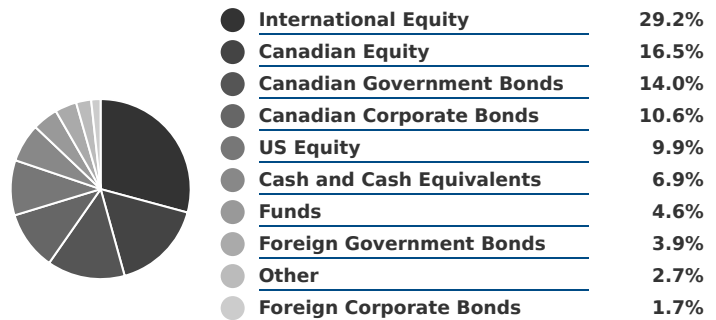 International Equity 29.2%
Canadian Equity 16.5%
Canadian Government Bonds 14.0%
Canadian Corporate Bonds 10.6%
US Equity 9.9%
Cash and Cash Equivalents 6.9%
Funds 4.6%
Foreign Government Bonds 3.9%
Other 2.7%
Foreign Corporate Bonds 1.7%